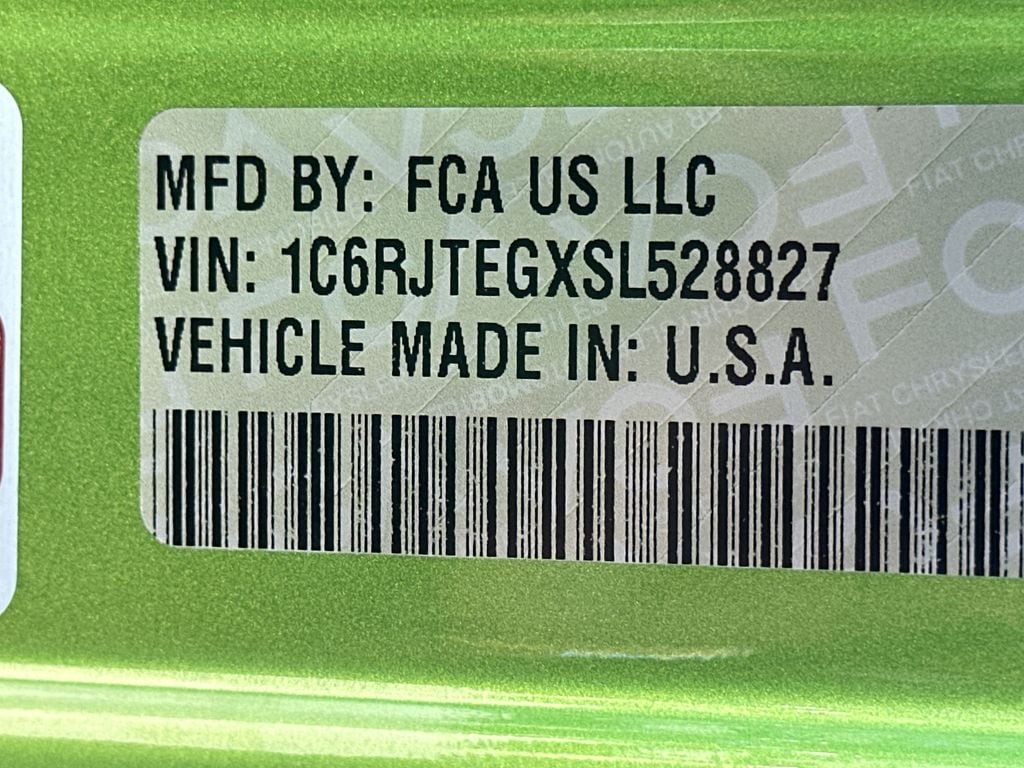 MFD BY: FCA US LLC
VIN: 1C6RJTEGXSL528827
VEHICLE MADE IN: U.S.A.